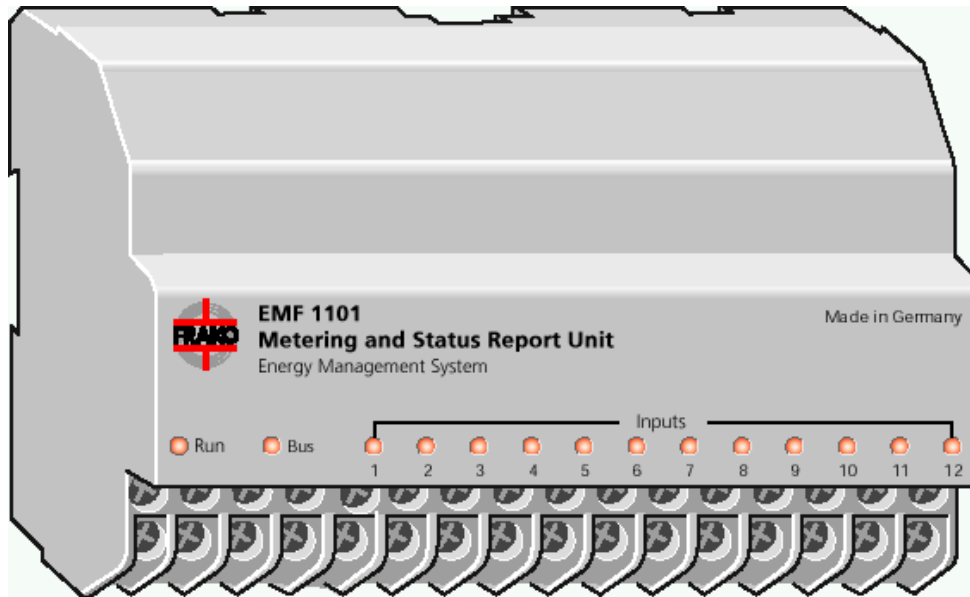 FRAKO
EMF 1101
Metering and Status Report Unit
Energy Management System
Made in Germany
Inputs
Run Bus
1 2 3 4 5 6 7 8 9 10 11 12